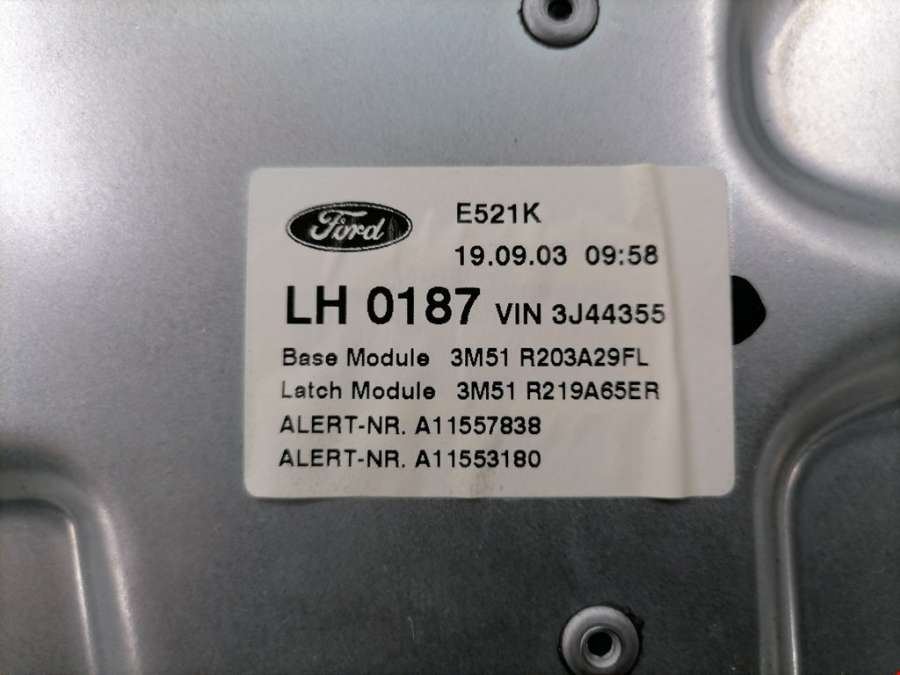 Ford
E521K
19.09.03 09:58
LH 0187 VIN 3J44355
Base Module 3M51 R203A29FL
Latch Module 3M51 R219A65ER
ALERT-NR. A11557838
ALERT-NR. A11553180